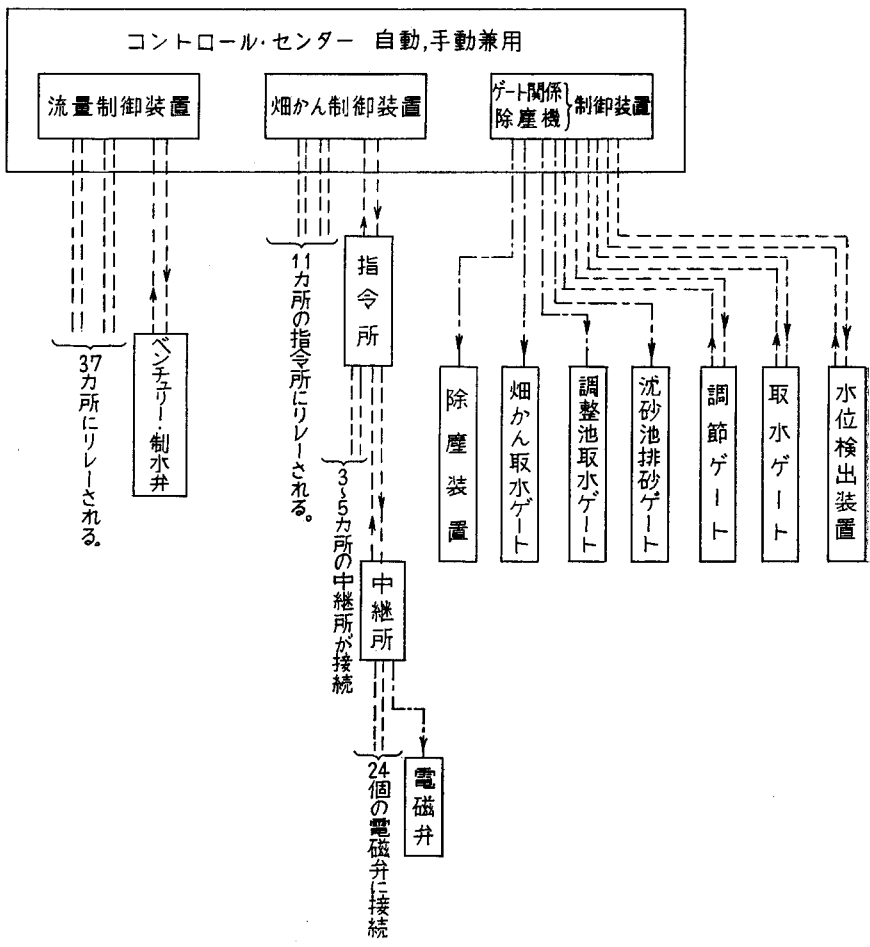 コントロール・センター 自動,手動兼用
流量制御装置
畑かん制御装置
ゲート関係
除塵機
}制御装置
37カ所にリレーされる。
ベンチュリー・制水弁
11カ所の指令所にリレーされる。
指令所
3~5カ所の中継所が接続
中継所
24個の電磁弁に接続
電磁弁
除塵装置
畑かん取水ゲート
調整池取水ゲート
沈砂池排砂ゲート
調節ゲート
取水ゲート
水位検出装置